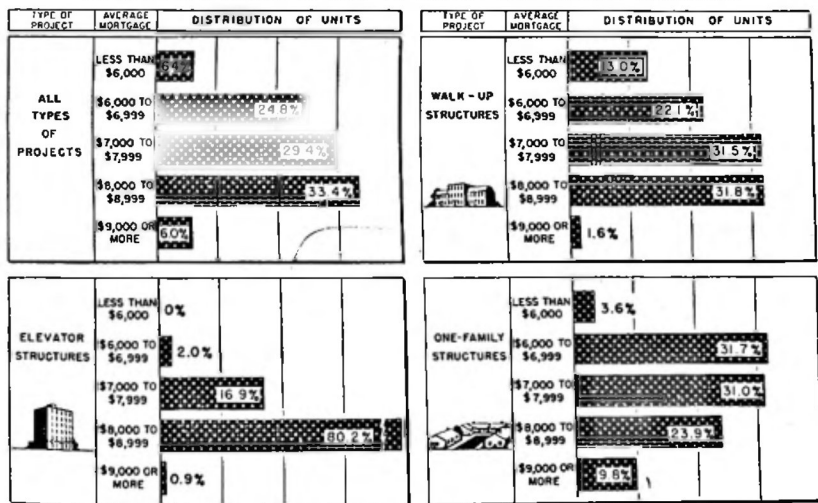 TYPE OF
PROJECT
AVERAGE
MORTGAGE
DISTRIBUTION OF UNITS
ALL
TYPES
OF
PROJECTS
LESS THAN
$6,000
6.4%
$6,000 TO
$6,999
24.8%
$7,000 TO
$7,999
29.4%
$8,000 TO
$8,999
33.4%
$9,000 OR
MORE
6.0%
TYPE OF
PROJECT
AVERAGE
MORTGAGE
DISTRIBUTION OF UNITS
WALK-UP
STRUCTURES
LESS THAN
$6,000
13.0%
$6,000 TO
$6,999
22.1%
$7,000 TO
$7,999
31.5%
$8,000 TO
$8,999
31.8%
$9,000 OR
MORE
1.6%
ELEVATOR
STRUCTURES
LESS THAN
$6,000
0%
$6,000 TO
$6,999
2.0%
$7,000 TO
$7,999
16.9%
$8,000 TO
$8,999
80.2%
$9,000 OR
MORE
0.9%
ONE-FAMILY
STRUCTURES
LESS THAN
$6,000
3.6%
$6,000 TO
$6,999
31.7%
$7,000 TO
$7,999
31.0%
$8,000 TO
$8,999
23.9%
$9,000 OR
MORE
9.8%